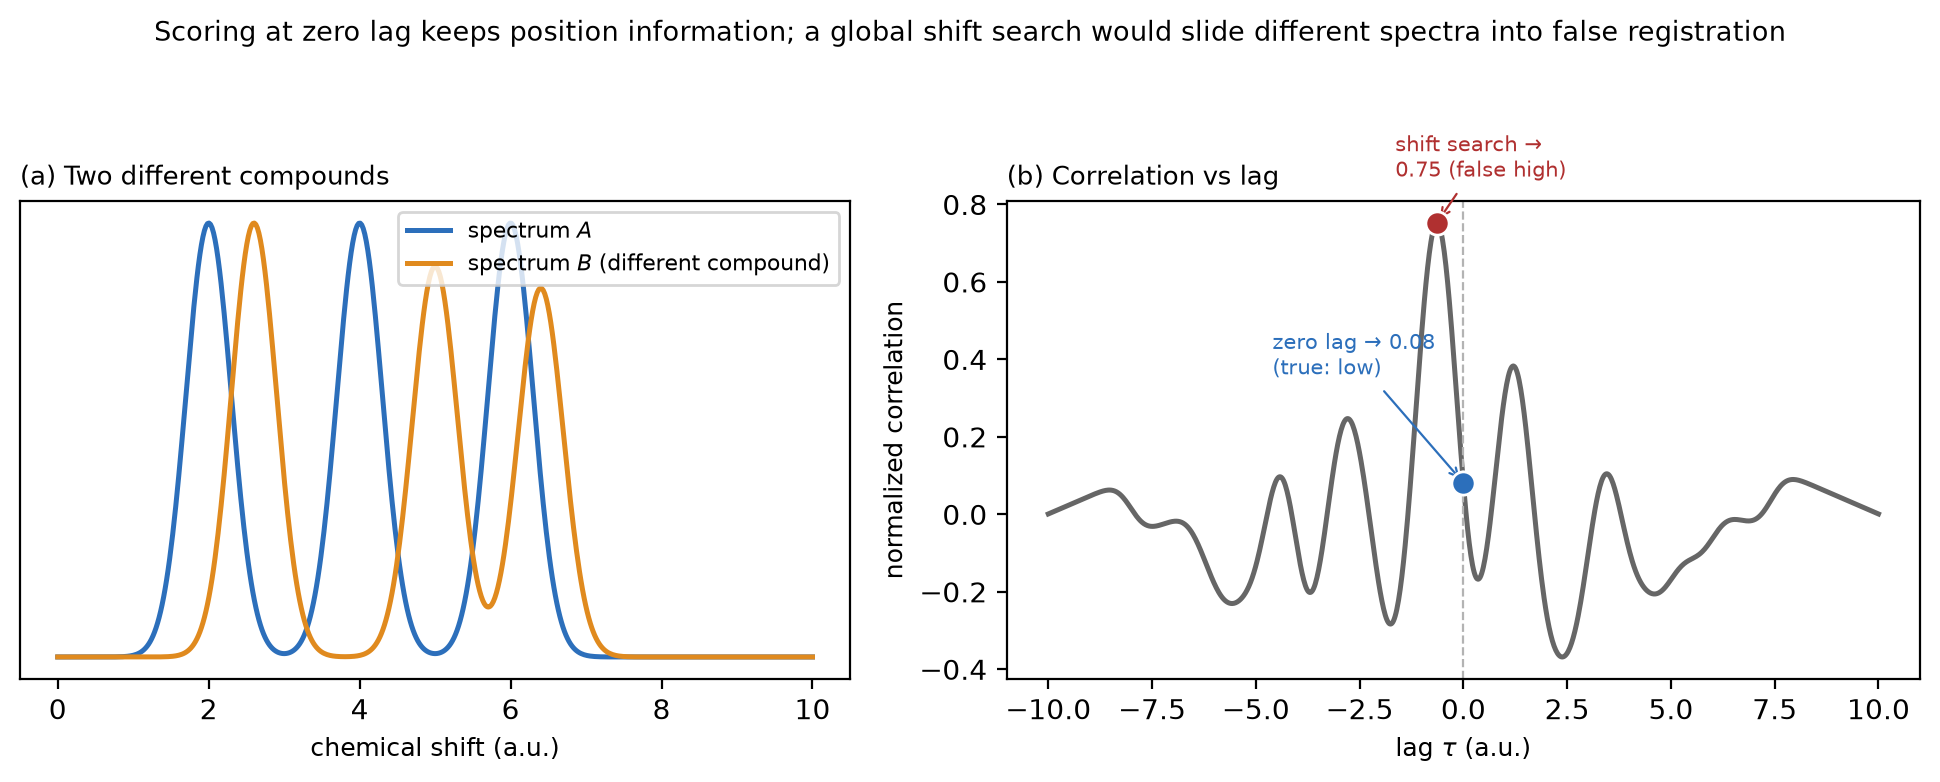 Scoring at zero lag keeps position information; a global shift search would slide different spectra into false registration
(a) Two different compounds
spectrum A
spectrum B (different compound)
0 2 4 6 8 10
chemical shift (a.u.)
(b) Correlation vs lag
shift search →
0.75 (false high)
zero lag → 0.08
(true: low)
normalized correlation
0.8
0.6
0.4
0.2
0.0
−0.2
−0.4
−10.0 −7.5 −5.0 −2.5 0.0 2.5 5.0 7.5 10.0
lag τ (a.u.)